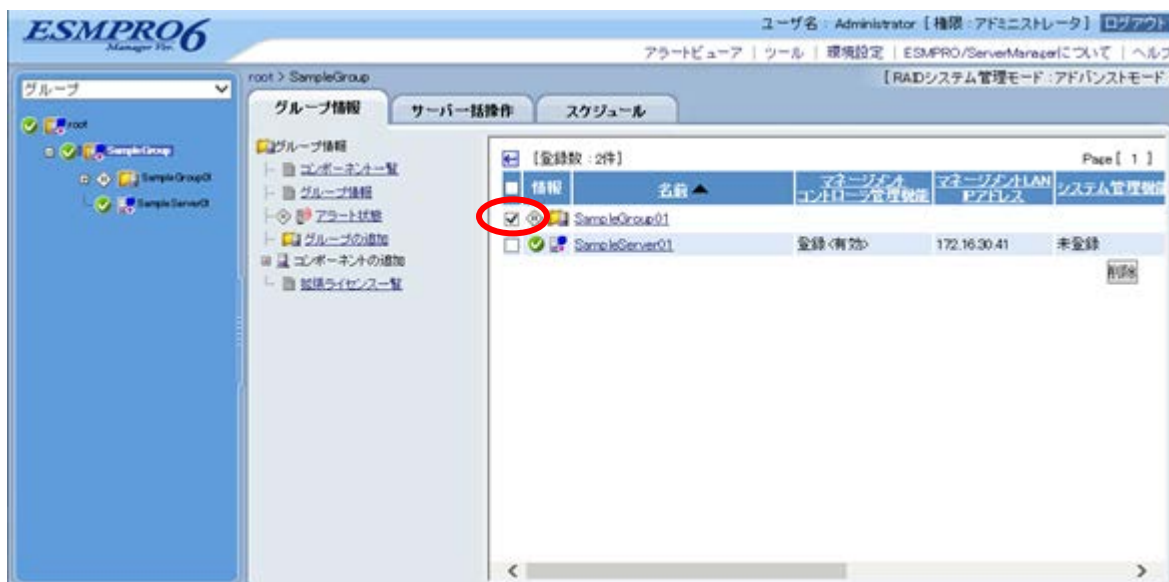 ESMPRO6
Manager Ver.
ユーザ名 : Administrator [ 権限 : アドミニストレータ ] ログアウト
アラートビューア | ツール | 環境設定 | ESMPRO/ServerManagerについて | ヘルプ
グループ
root
SampleGroup
SampleGroup01
SampleServer01
root > SampleGroup
[ RAIDシステム管理モード : アドバンストモード
グループ情報
サーバ一括操作
スケジュール
グループ情報
コンポーネント一覧
グループ情報
アラート状態
グループの追加
コンポーネントの追加
拡張ライセンス一覧
[登録数 : 2件]
Page [ 1 ]
情報 名前▲ マネージメントコントローラ管理機能 マネージメントLAN IPアドレス システム管理機能
SampleGroup01
SampleServer01 登録<有効> 172.16.30.41 未登録
削除